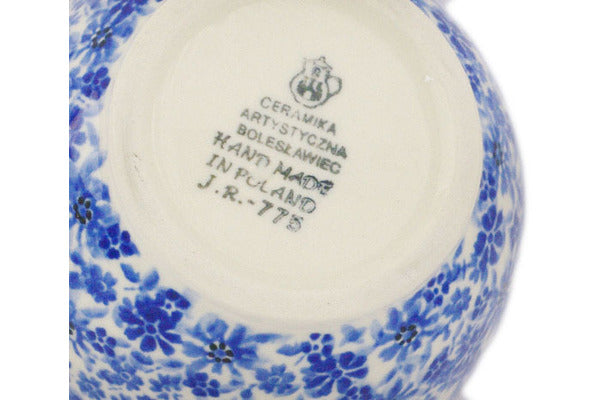 CERAMIKA
ARTYSTYCZNA
BOLESŁAWIEC
HAND MADE
IN POLAND
J.R.-775